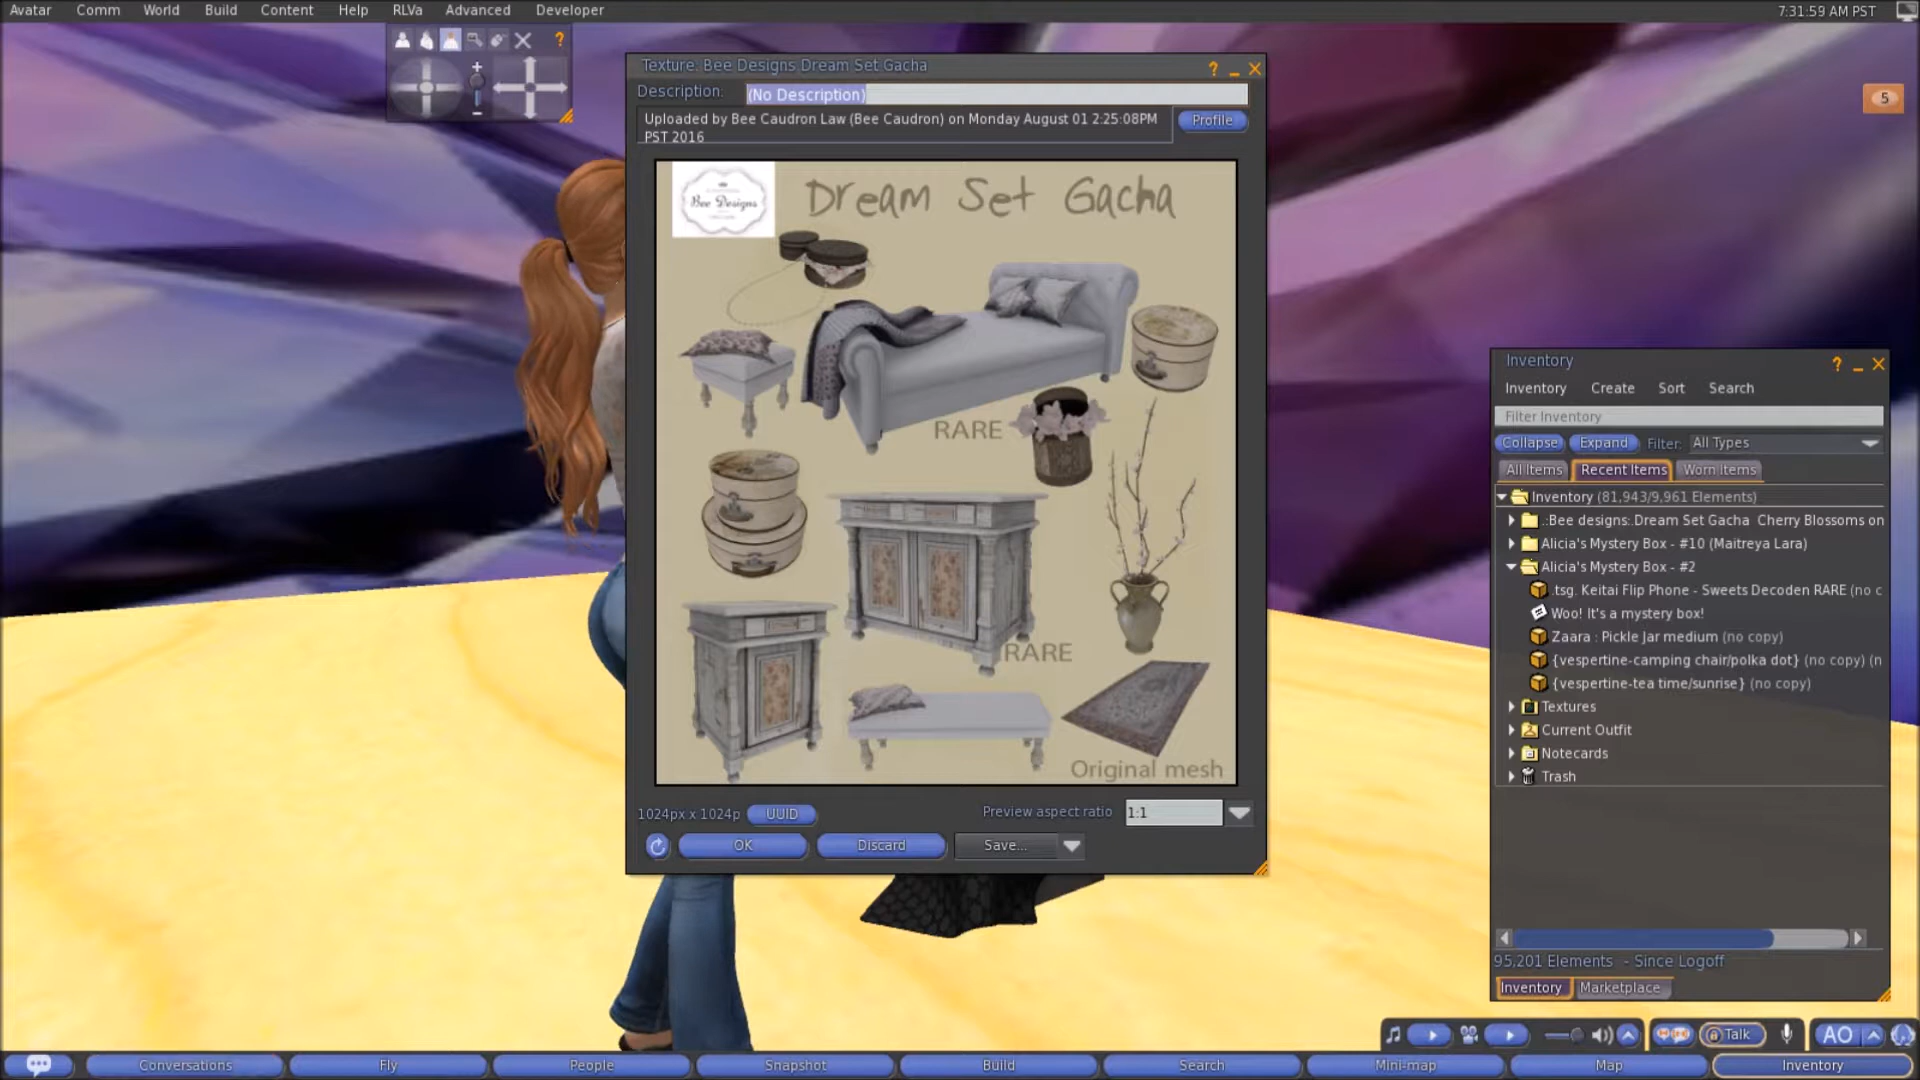 Avatar Comm World Build Content Help RLVa Advanced Developer
7:31:59 AM PST
Texture: Bee Designs Dream Set Gacha
Description: (No Description)
Uploaded by Bee Caudron Law (Bee Caudron) on Monday August 01 2:25:08PM
PST 2016
Profile
5
Bee Designs
Dream Set Gacha
RARE
RARE
Original mesh
1024px x 1024p UUID
Preview aspect ratio 1:1
OK Discard Save...
Inventory
Inventory Create Sort Search
Filter Inventory
Collapse Expand Filter: All Types
All Items Recent Items Worn Items
Inventory (81,943/9,961 Elements)
.:Bee designs:.Dream Set Gacha Cherry Blossoms on
Alicia's Mystery Box - #10 (Maitreya Lara)
Alicia's Mystery Box - #2
.tsg. Keitai Flip Phone - Sweets Decoden RARE (no c
Woo! It's a mystery box!
Zaara : Pickle Jar medium (no copy)
{vespertine-camping chair/polka dot} (no copy) (n
{vespertine-tea time/sunrise} (no copy)
Textures
Current Outfit
Notecards
Trash
95,201 Elements - Since Logoff
Inventory Marketplace
Talk AO
Conversations Fly People Snapshot Build Search Mini-map Map Inventory